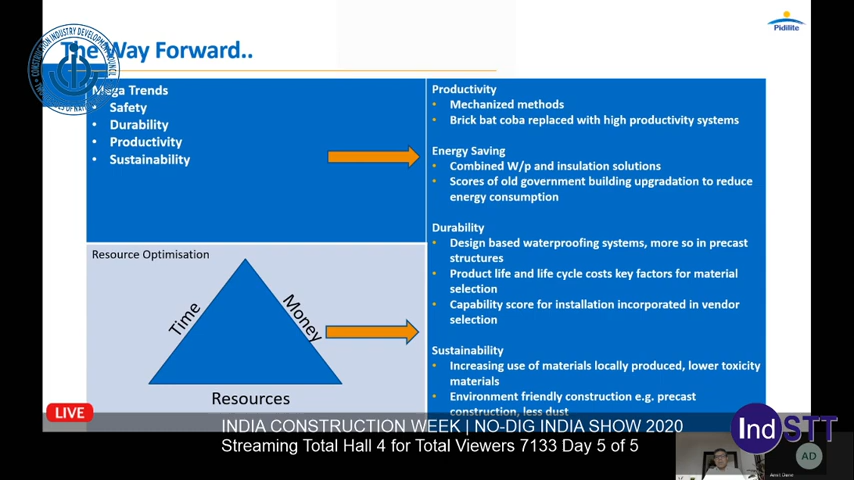 The Way Forward..
Pidilite
Mega Trends
Safety
Durability
Productivity
Sustainability
Resource Optimisation
Time
Money
Resources
Productivity
• Mechanized methods
• Brick bat coba replaced with high productivity systems
Energy Saving
• Combined W/p and insulation solutions
• Scores of old government building upgradation to reduce
energy consumption
Durability
• Design based waterproofing systems, more so in precast
structures
• Product life and life cycle costs key factors for material
selection
• Capability score for installation incorporated in vendor
selection
Sustainability
• Increasing use of materials locally produced, lower toxicity
materials
• Environment friendly construction e.g. precast
construction, less dust
LIVE
INDIA CONSTRUCTION WEEK | NO-DIG INDIA SHOW 2020
Streaming Total Hall 4 for Total Viewers 7133 Day 5 of 5
IndSTT
AD